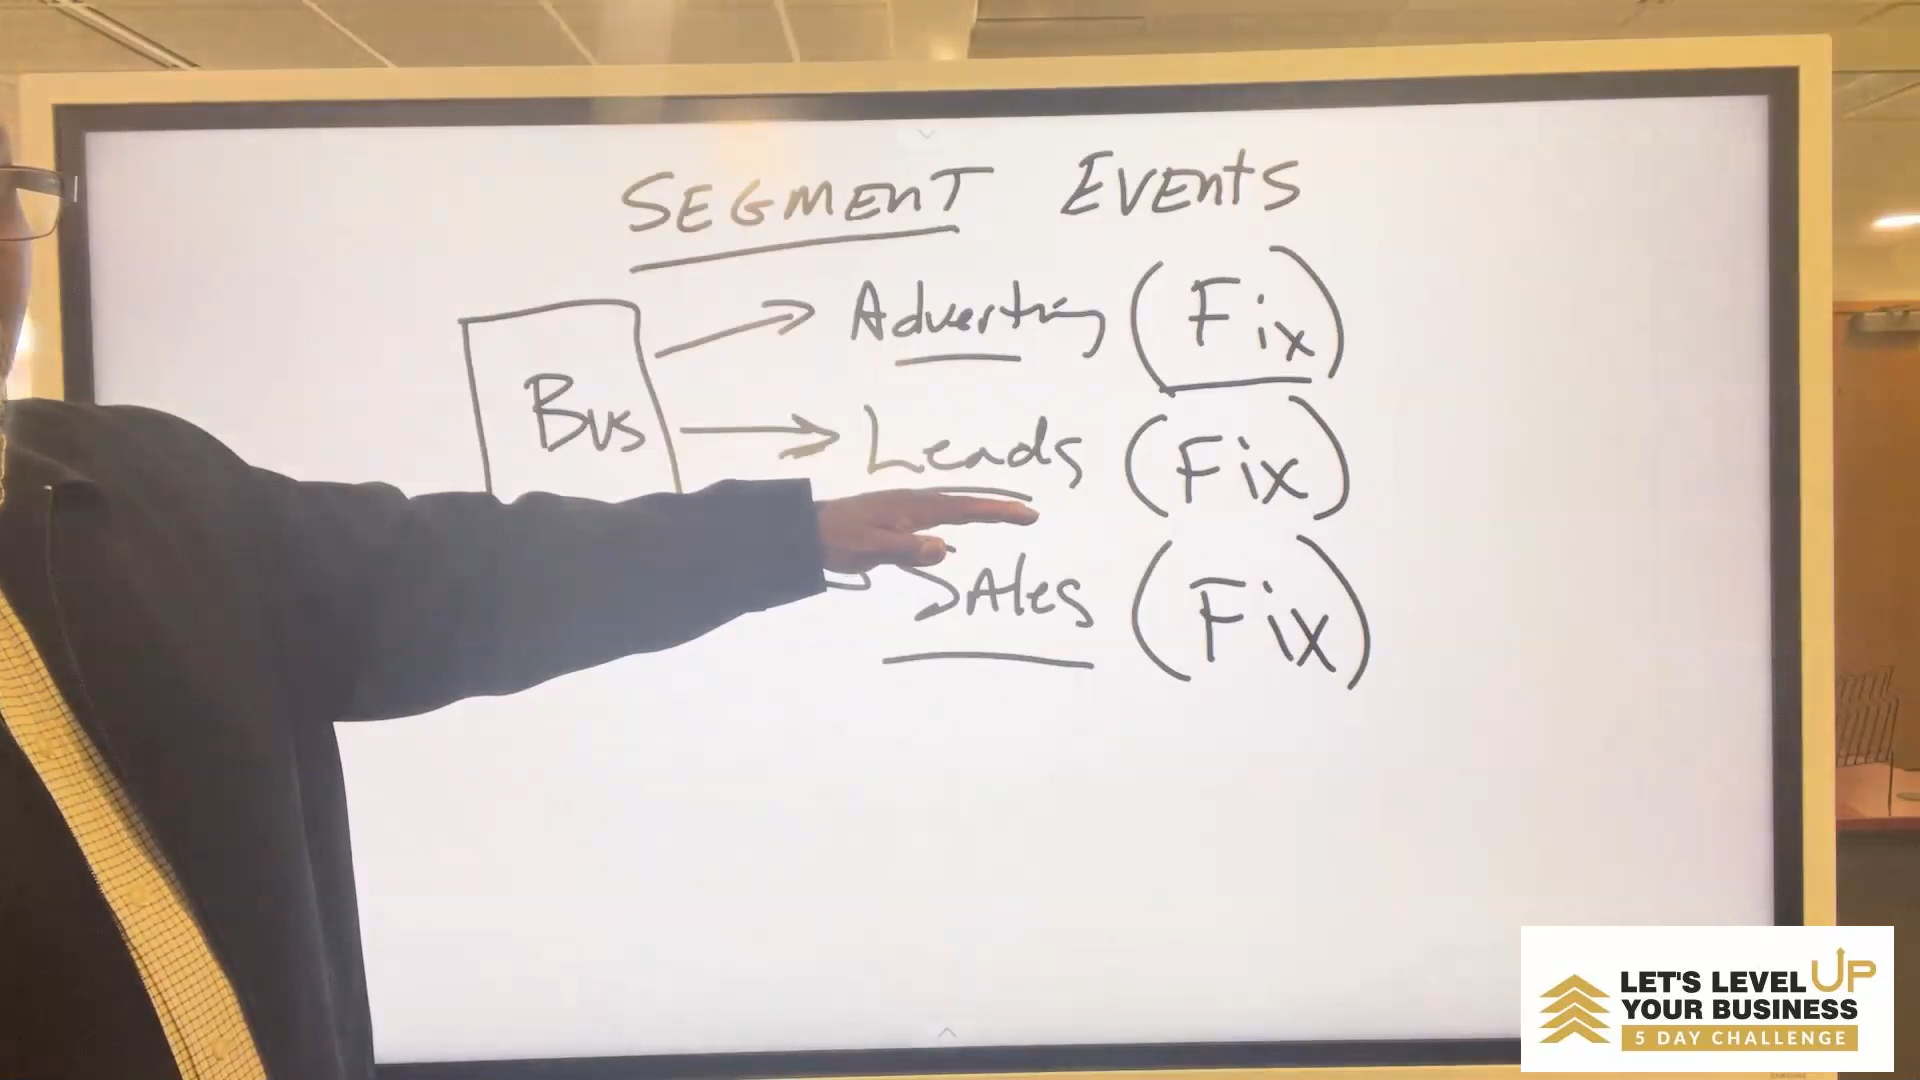 SEGMENT EVENTS
Advertising (Fix)
Bus
Leads (Fix)
Sales (Fix)
LET'S LEVEL UP
YOUR BUSINESS
5 DAY CHALLENGE